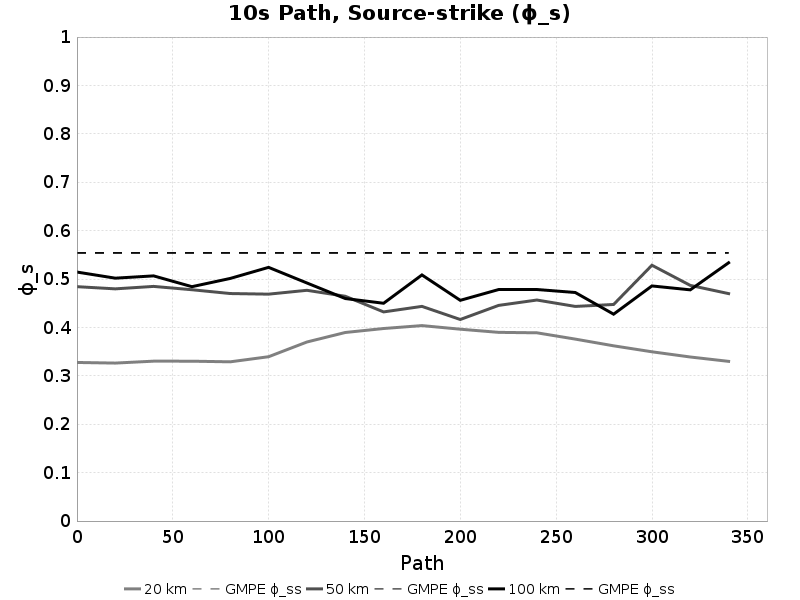 10s Path, Source-strike (ϕ_s)
1
0.9
0.8
0.7
0.6
0.5
0.4
0.3
0.2
0.1
0
ϕ_s
0 50 100 150 200 250 300 350
Path
20 km GMPE ϕ_ss 50 km GMPE ϕ_ss 100 km GMPE ϕ_ss